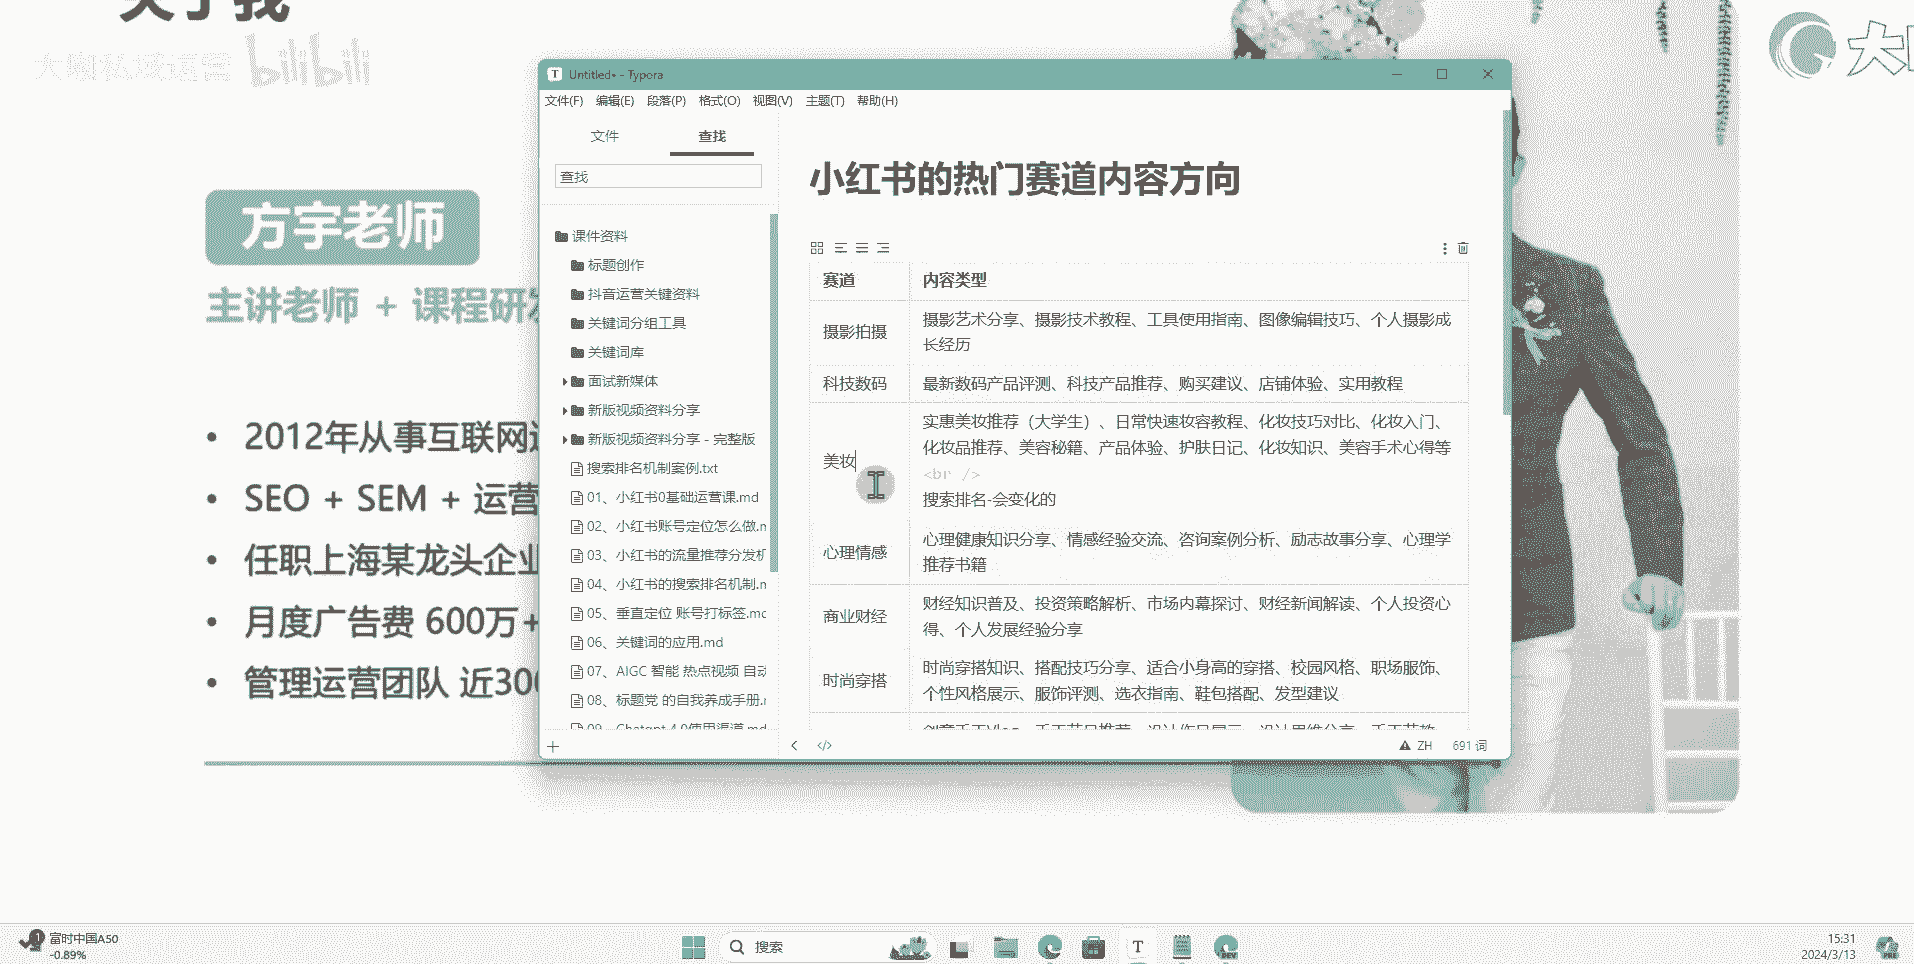 关于我
大咖私域运营 bilibili
方宇老师
主讲老师 + 课程研发
2012年从事互联网
SEO + SEM + 运营
任职上海某龙头企业
月度广告费 600万+
管理运营团队 近300
Untitled• - Typora
文件(F) 编辑(E) 段落(P) 格式(O) 视图(V) 主题(T) 帮助(H)
文件 查找
查找
课件资料
标题创作
抖音运营关键资料
关键词分组工具
关键词库
面试新媒体
新版视频资料分享
新版视频资料分享 - 完整版
搜索排名机制案例.txt
01、小红书0基础运营课.md
02、小红书账号定位怎么做.m
03、小红书的流量推荐分发机
04、小红书的搜索排名机制.m
05、垂直定位 账号打标签.mc
06、关键词的应用.md
07、AIGC 智能 热点视频 自动
08、标题党 的自我养成手册.r
09、Chatgpt 4.0使用渠道.md
小红书的热门赛道内容方向
赛道 内容类型
摄影拍摄 摄影艺术分享、摄影技术教程、工具使用指南、图像编辑技巧、个人摄影成
长经历
科技数码 最新数码产品评测、科技产品推荐、购买建议、店铺体验、实用教程
美妆 实惠美妆推荐（大学生）、日常快速妆容教程、化妆技巧对比、化妆入门、
化妆品推荐、美容秘籍、产品体验、护肤日记、化妆知识、美容手术心得等
<br />
搜索排名-会变化的
心理情感 心理健康知识分享、情感经验交流、咨询案例分析、励志故事分享、心理学
推荐书籍
商业财经 财经知识普及、投资策略解析、市场内幕探讨、财经新闻解读、个人投资心
得、个人发展经验分享
时尚穿搭 时尚穿搭知识、搭配技巧分享、适合小身高的穿搭、校园风格、职场服饰、
个性风格展示、服饰评测、选衣指南、鞋包搭配、发型建议
ZH 691 词
大
富时中国A50
-0.89%
搜索
15:31
2024/3/13